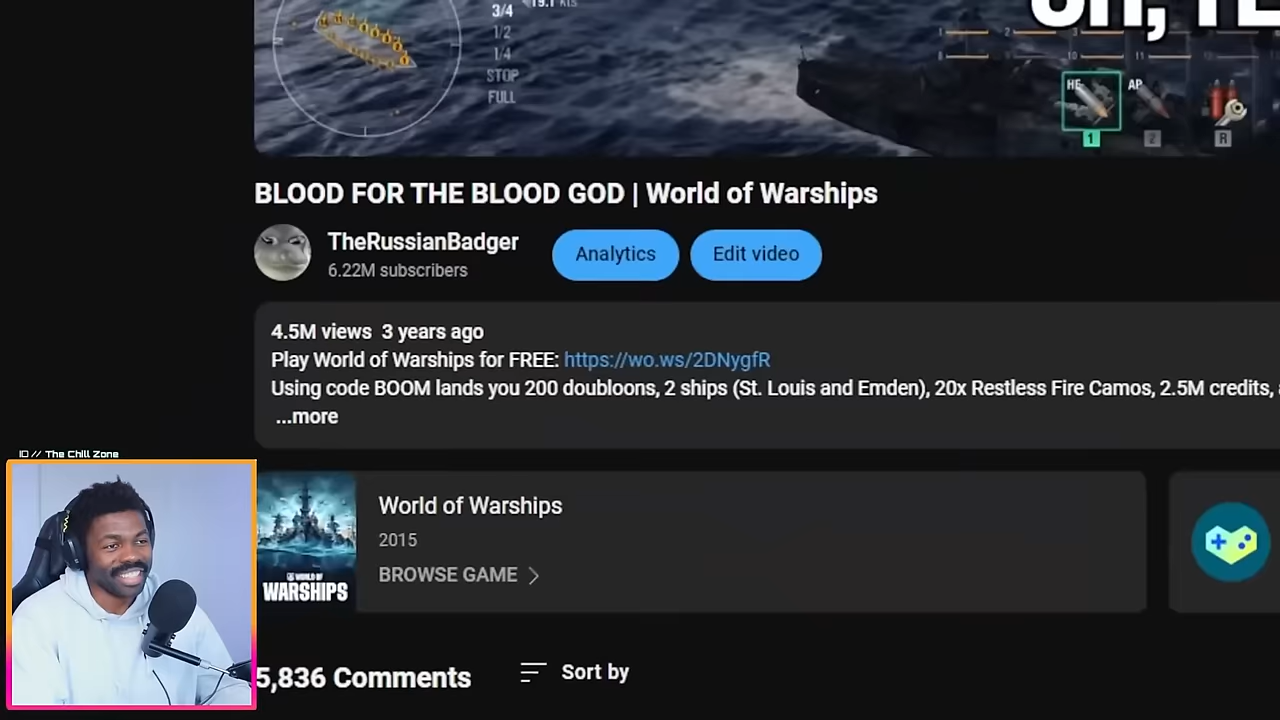 3/4
19.1 kts
1/2
1/4
STOP
FULL
HE
AP
1
2
R
BLOOD FOR THE BLOOD GOD | World of Warships
TheRussianBadger
6.22M subscribers
Analytics
Edit video
4.5M views 3 years ago
Play World of Warships for FREE: https://wo.ws/2DNygfR
Using code BOOM lands you 200 doubloons, 2 ships (St. Louis and Emden), 20x Restless Fire Camos, 2.5M credits,
...more
ID // The Chill Zone
World of Warships
2015
BROWSE GAME
WORLD OF
WARSHIPS
5,836 Comments
Sort by